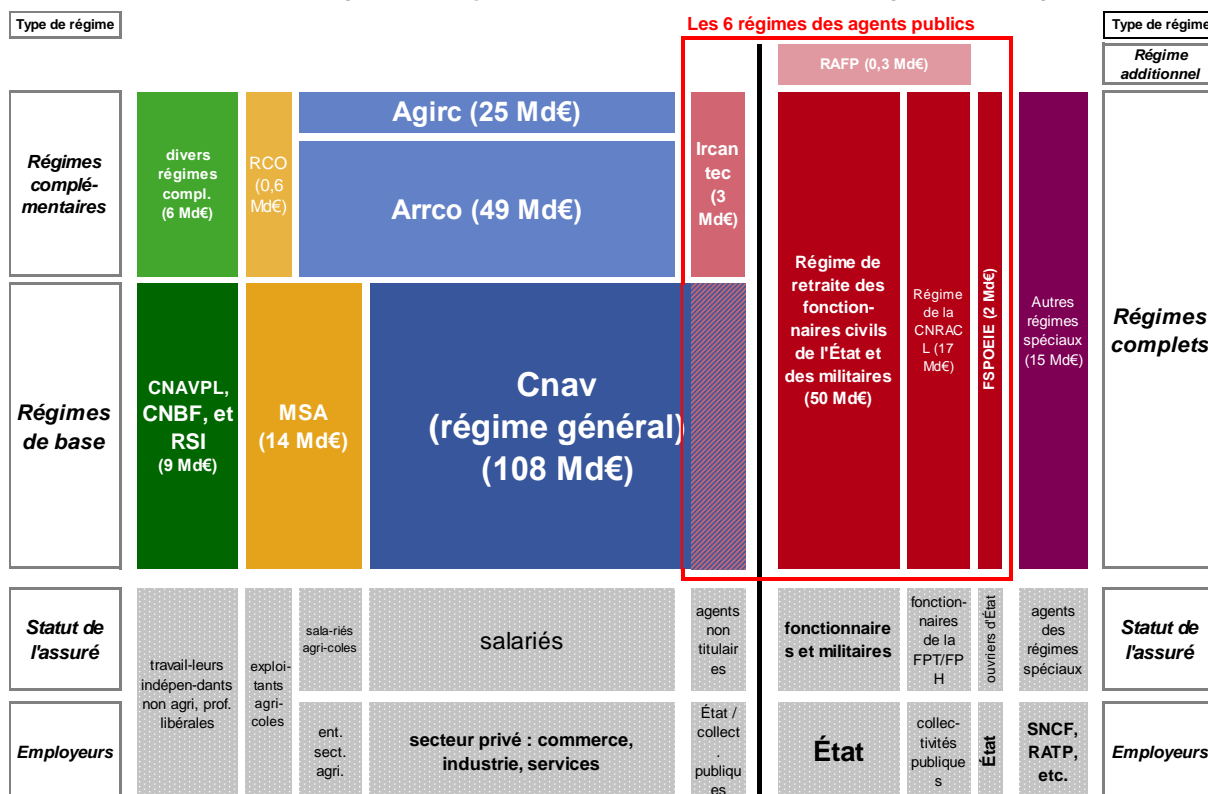 Les 6 régimes des agents publics
Type de régime
Type de régime
RAFP (0,3 Md€)
Régime
additionnel
Régimes
complé-
mentaires
divers
régimes
compl.
(6 Md€)
RCO
(0,6
Md€)
Agirc (25 Md€)
Arrco (49 Md€)
Ircan
tec
(3
Md€)
Régimes
de base
CNAVPL,
CNBF, et
RSI
(9 Md€)
MSA
(14 Md€)
Cnav
(régime général)
(108 Md€)
Régime de
retraite des
fonction-
naires civils
de l'État et
des militaires
(50 Md€)
Régime
de la
CNRAC
L (17
Md€)
FSPOEIE (2 Md€)
Autres
régimes
spéciaux
(15 Md€)
Régimes
complets
Statut de
l'assuré
travail-leurs
indépen-dants
non agri, prof.
libérales
exploi-
tants
agri-
coles
sala-riés
agri-coles
salariés
agents
non
titulair
es
fonctionnaire
s et militaires
fonction-
naires
de la
FPT/FP
H
ouvriers d'État
agents
des
régimes
spéciaux
Statut de
l'assuré
Employeurs
ent.
sect.
agri.
secteur privé : commerce,
industrie, services
État /
collect
.
publiqu
es
État
collec-
tivités
publique
s
État
SNCF,
RATP,
etc.
Employeurs